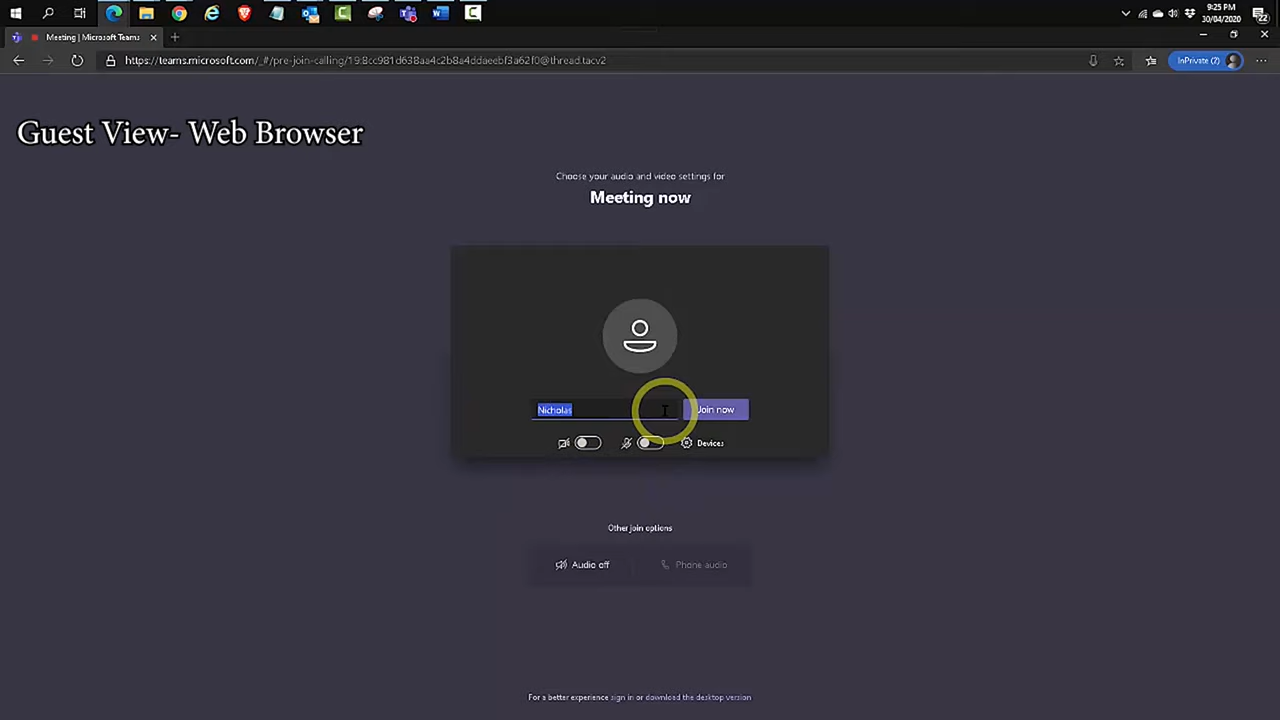 9:25 PM
30/04/2020
22
Meeting | Microsoft Teams
https://teams.microsoft.com/_#/pre-join-calling/19:8cc981d638aa4c2b8a4ddaeebf3a62f0@thread.tacv2
InPrivate (2)
Guest View- Web Browser
Choose your audio and video settings for
Meeting now
Nicholas
Join now
Devices
Other join options
Audio off
Phone audio
For a better experience sign in or download the desktop version